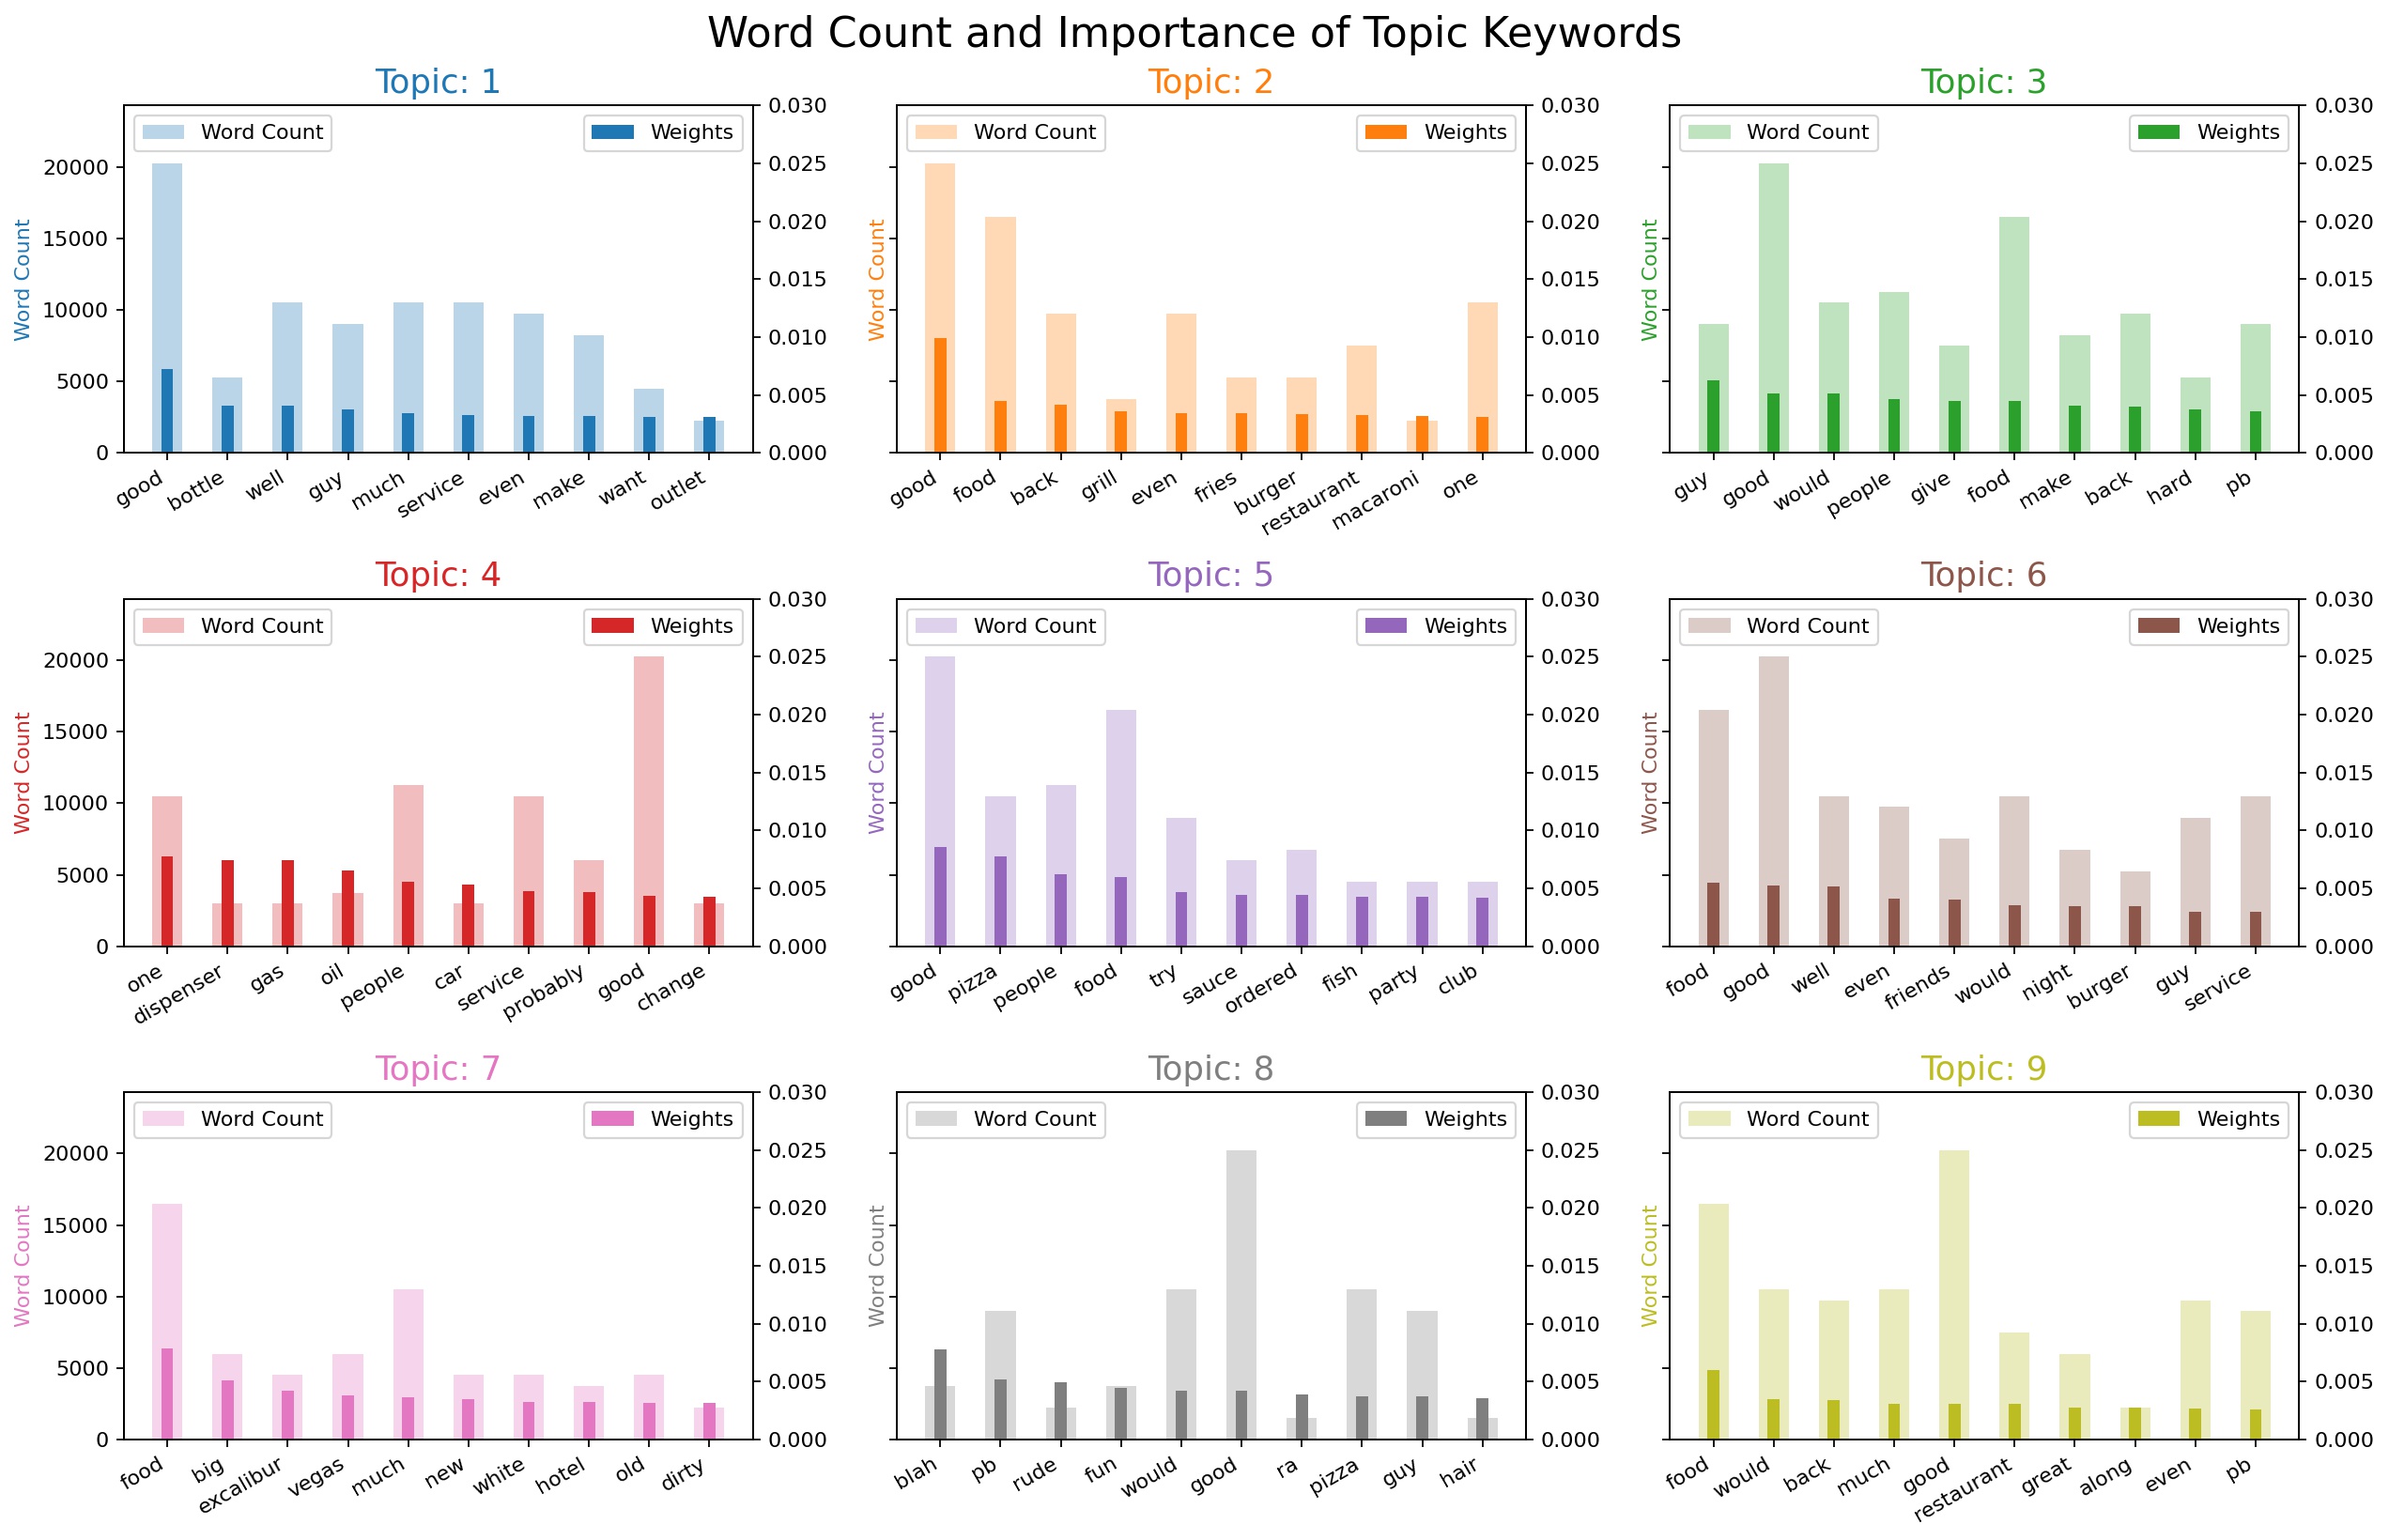 Word Count and Importance of Topic Keywords
Topic: 1
Word Count
Weights
Word Count
20000
15000
10000
5000
0
0.030
0.025
0.020
0.015
0.010
0.005
0.000
good bottle well guy much service even make want outlet
Topic: 2
Word Count
Weights
Word Count
0.030
0.025
0.020
0.015
0.010
0.005
0.000
good food back grill even fries burger restaurant macaroni one
Topic: 3
Word Count
Weights
Word Count
0.030
0.025
0.020
0.015
0.010
0.005
0.000
guy good would people give food make back hard pb
Topic: 4
Word Count
Weights
Word Count
20000
15000
10000
5000
0
0.030
0.025
0.020
0.015
0.010
0.005
0.000
one dispenser gas oil people car service probably good change
Topic: 5
Word Count
Weights
Word Count
0.030
0.025
0.020
0.015
0.010
0.005
0.000
good pizza people food try sauce ordered fish party club
Topic: 6
Word Count
Weights
Word Count
0.030
0.025
0.020
0.015
0.010
0.005
0.000
food good well even friends would night burger guy service
Topic: 7
Word Count
Weights
Word Count
20000
15000
10000
5000
0
0.030
0.025
0.020
0.015
0.010
0.005
0.000
food big excalibur vegas much new white hotel old dirty
Topic: 8
Word Count
Weights
Word Count
0.030
0.025
0.020
0.015
0.010
0.005
0.000
blah pb rude fun would good ra pizza guy hair
Topic: 9
Word Count
Weights
Word Count
0.030
0.025
0.020
0.015
0.010
0.005
0.000
food would back much good restaurant great along even pb